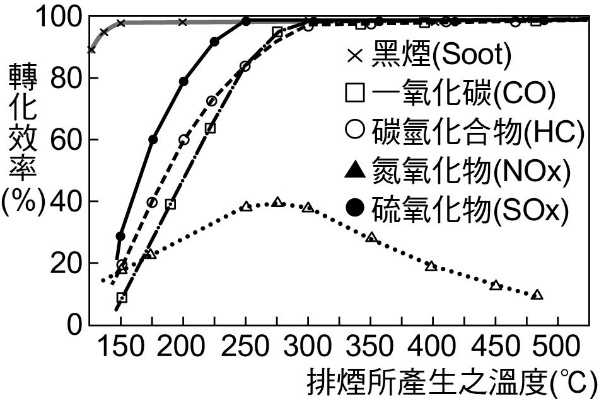 轉化效率(%)
100
80
60
40
20
0
黑煙(Soot)
一氧化碳(CO)
碳氫化合物(HC)
氮氧化物(NOx)
硫氧化物(SOx)
150 200 250 300 350 400 450 500
排煙所產生之溫度(℃)